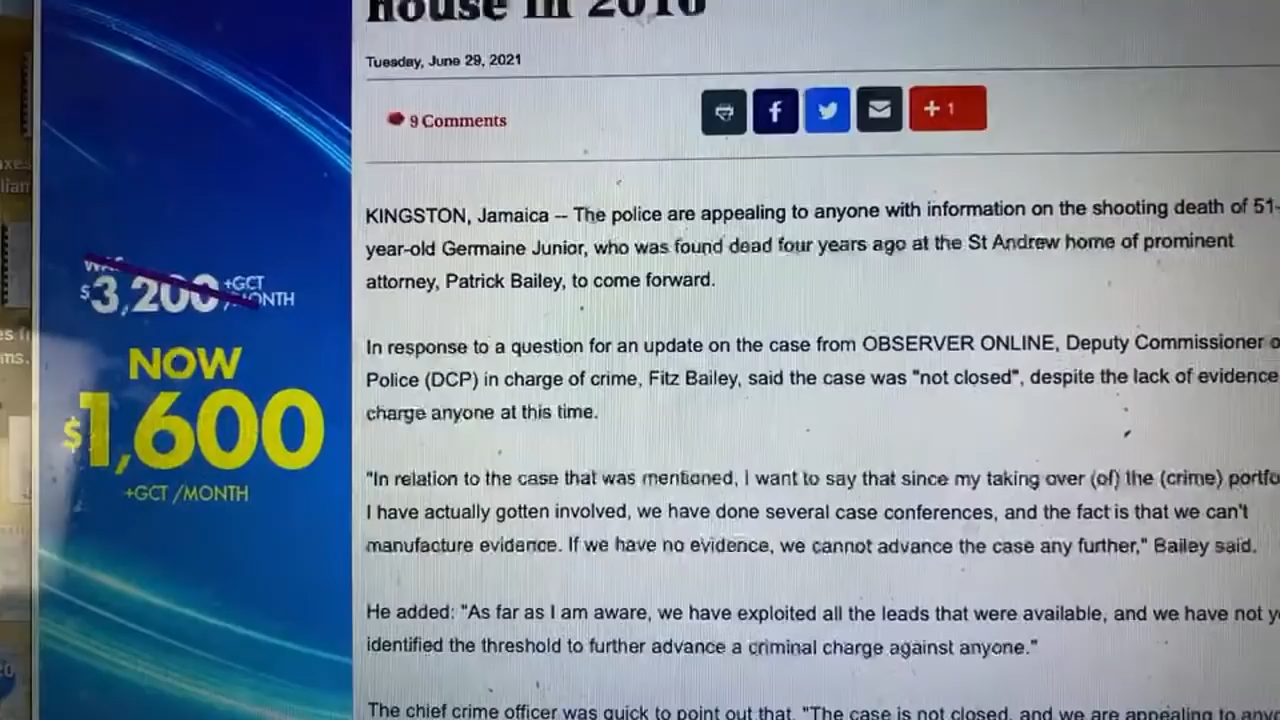 house in 2016
Tuesday, June 29, 2021
9 Comments
+ 1
KINGSTON, Jamaica -- The police are appealing to anyone with information on the shooting death of 51-
year-old Germaine Junior, who was found dead four years ago at the St Andrew home of prominent
attorney, Patrick Bailey, to come forward.
In response to a question for an update on the case from OBSERVER ONLINE, Deputy Commissioner o
Police (DCP) in charge of crime, Fitz Bailey, said the case was "not closed", despite the lack of evidence
charge anyone at this time.
"In relation to the case that was mentioned, I want to say that since my taking over (of) the (crime) portfo
I have actually gotten involved, we have done several case conferences, and the fact is that we can't
manufacture evidence. If we have no evidence, we cannot advance the case any further," Bailey said.
He added: "As far as I am aware, we have exploited all the leads that were available, and we have not y
identified the threshold to further advance a criminal charge against anyone."
The chief crime officer was quick to point out that, "The case is not closed, and we are appealing to any
WAS
$3,200 +GCT
/MONTH
NOW
$1,600
+GCT /MONTH